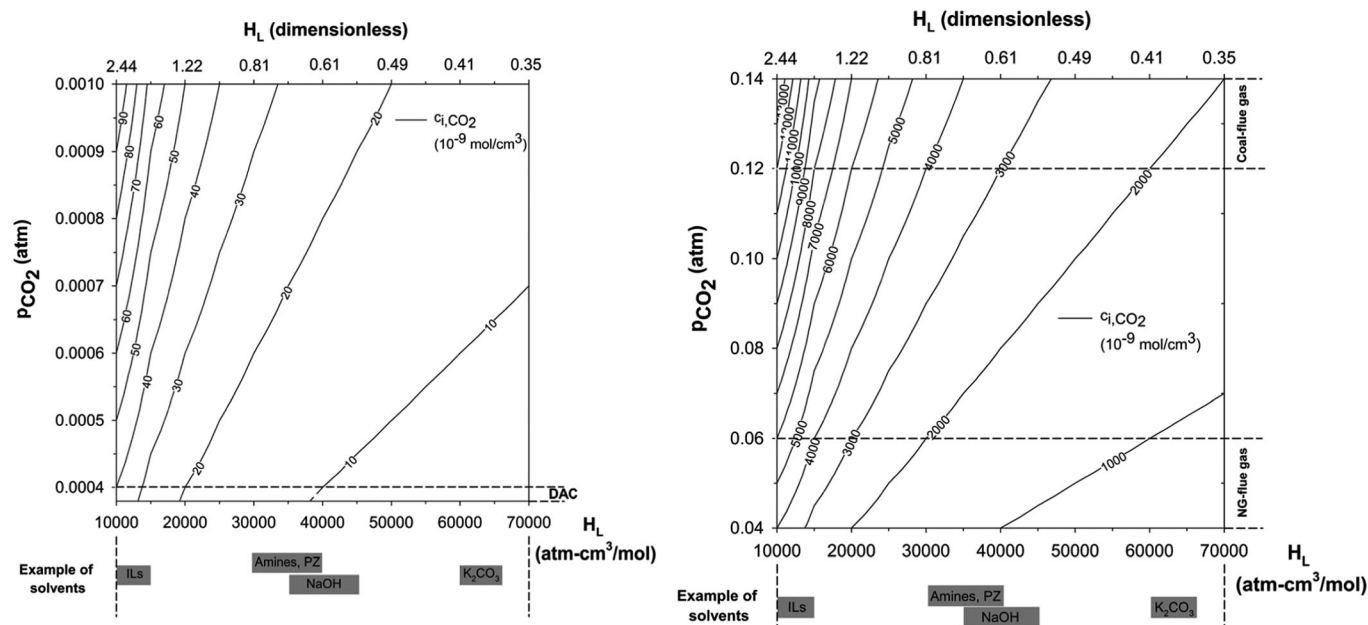 H_L (dimensionless)
2.44 1.22 0.81 0.61 0.49 0.41 0.35
0.0010
0.0009
0.0008
0.0007
0.0006
0.0005
0.0004
pCO2 (atm)
90
80
70
60
50
40
30
20
60
50
40
30
20
20
10
10
c_i,CO2
(10^-9 mol/cm^3)
DAC
10000 20000 30000 40000 50000 60000 70000
H_L
(atm-cm^3/mol)
Example of
solvents
ILs
Amines, PZ
NaOH
K2CO3
H_L (dimensionless)
2.44 1.22 0.81 0.61 0.49 0.41 0.35
0.14
0.12
0.10
0.08
0.06
0.04
pCO2 (atm)
12000
11000
10000
9000
8000
7000
6000
5000
4000
3000
2000
5000
4000
3000
2000
1000
c_i,CO2
(10^-9 mol/cm^3)
Coal-flue gas
NG-flue gas
10000 20000 30000 40000 50000 60000 70000
H_L
(atm-cm^3/mol)
Example of
solvents
ILs
Amines, PZ
NaOH
K2CO3